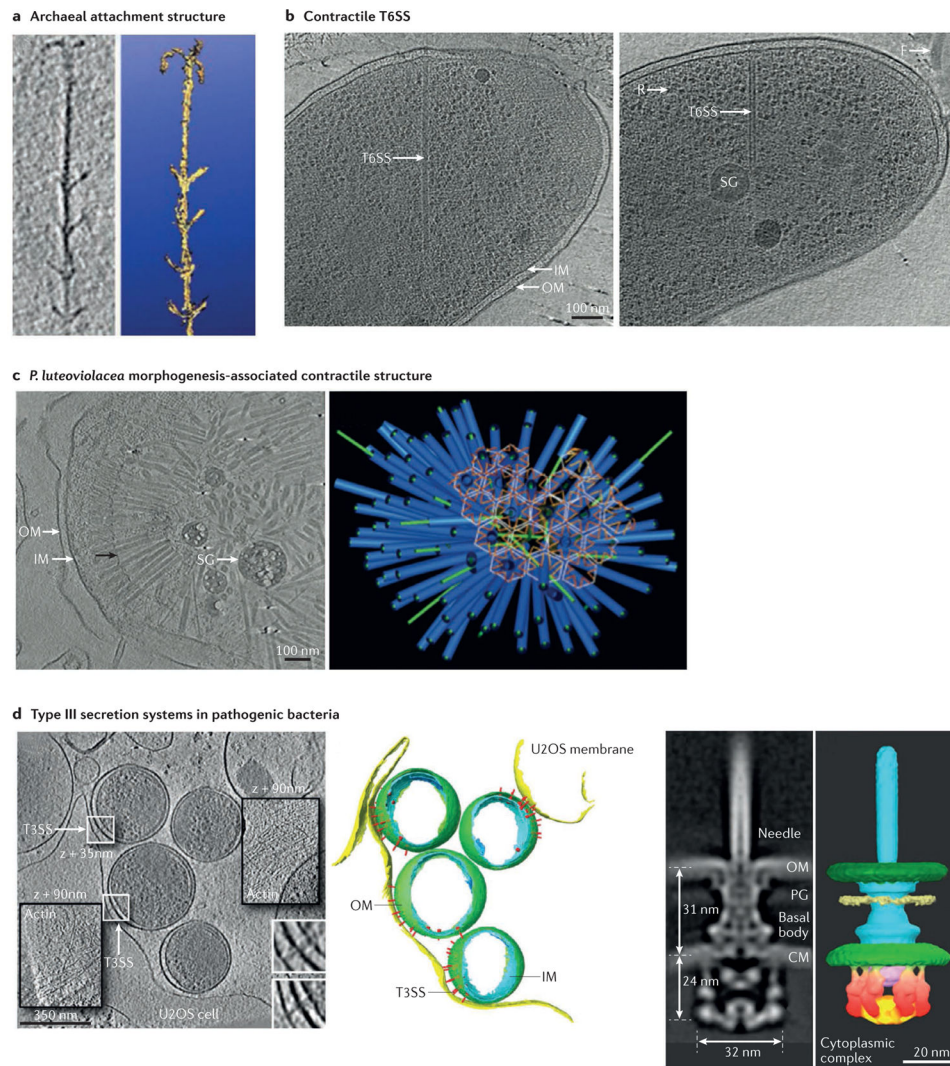 a Archaeal attachment structure
b Contractile T6SS
T6SS
IM
OM
100 nm
F
R
T6SS
SG
c P. luteoviolacea morphogenesis-associated contractile structure
OM
IM
SG
100 nm
d Type III secretion systems in pathogenic bacteria
z + 90nm
T3SS
z + 35nm
z + 90nm
Actin
Actin
T3SS
350 nm
U2OS cell
U2OS membrane
OM
T3SS
IM
Needle
OM
31 nm
PG
Basal
body
CM
24 nm
32 nm
Cytoplasmic
complex
20 nm